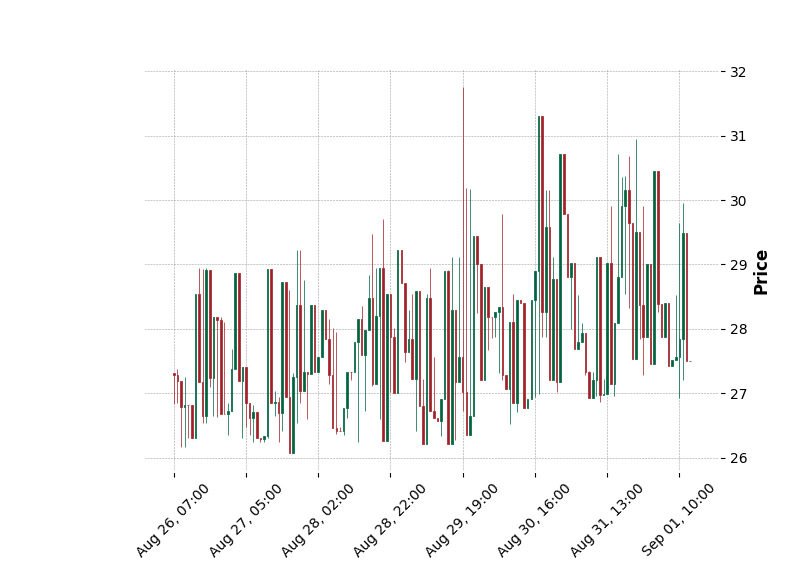 32
31
30
29
28
27
26
Price
Aug 26, 07:00
Aug 27, 05:00
Aug 28, 02:00
Aug 28, 22:00
Aug 29, 19:00
Aug 30, 16:00
Aug 31, 13:00
Sep 01, 10:00